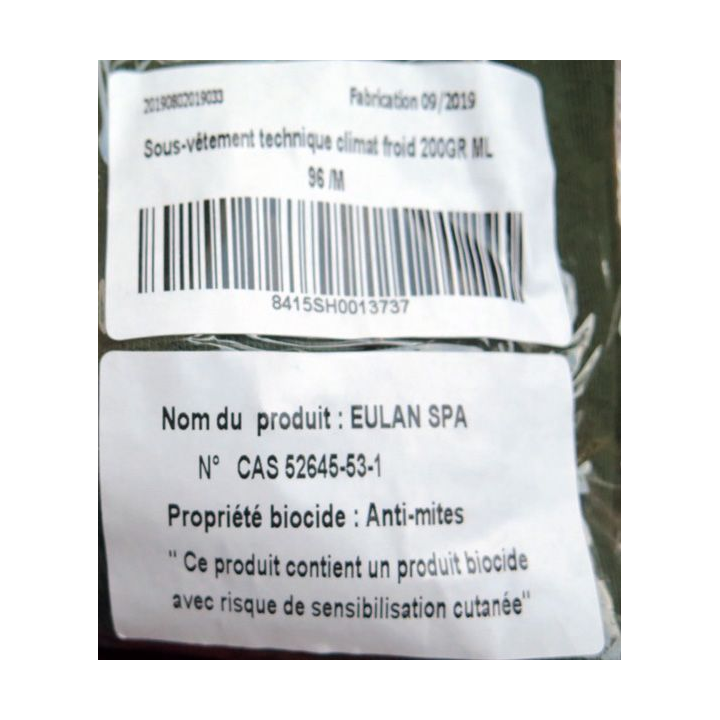 20190802019033
Fabrication 09/2019
Sous-vêtement technique climat froid 200GR ML
96 /M
8415SH0013737
Nom du produit : EULAN SPA
N° CAS 52645-53-1
Propriété biocide : Anti-mites
" Ce produit contient un produit biocide
avec risque de sensibilisation cutanée"